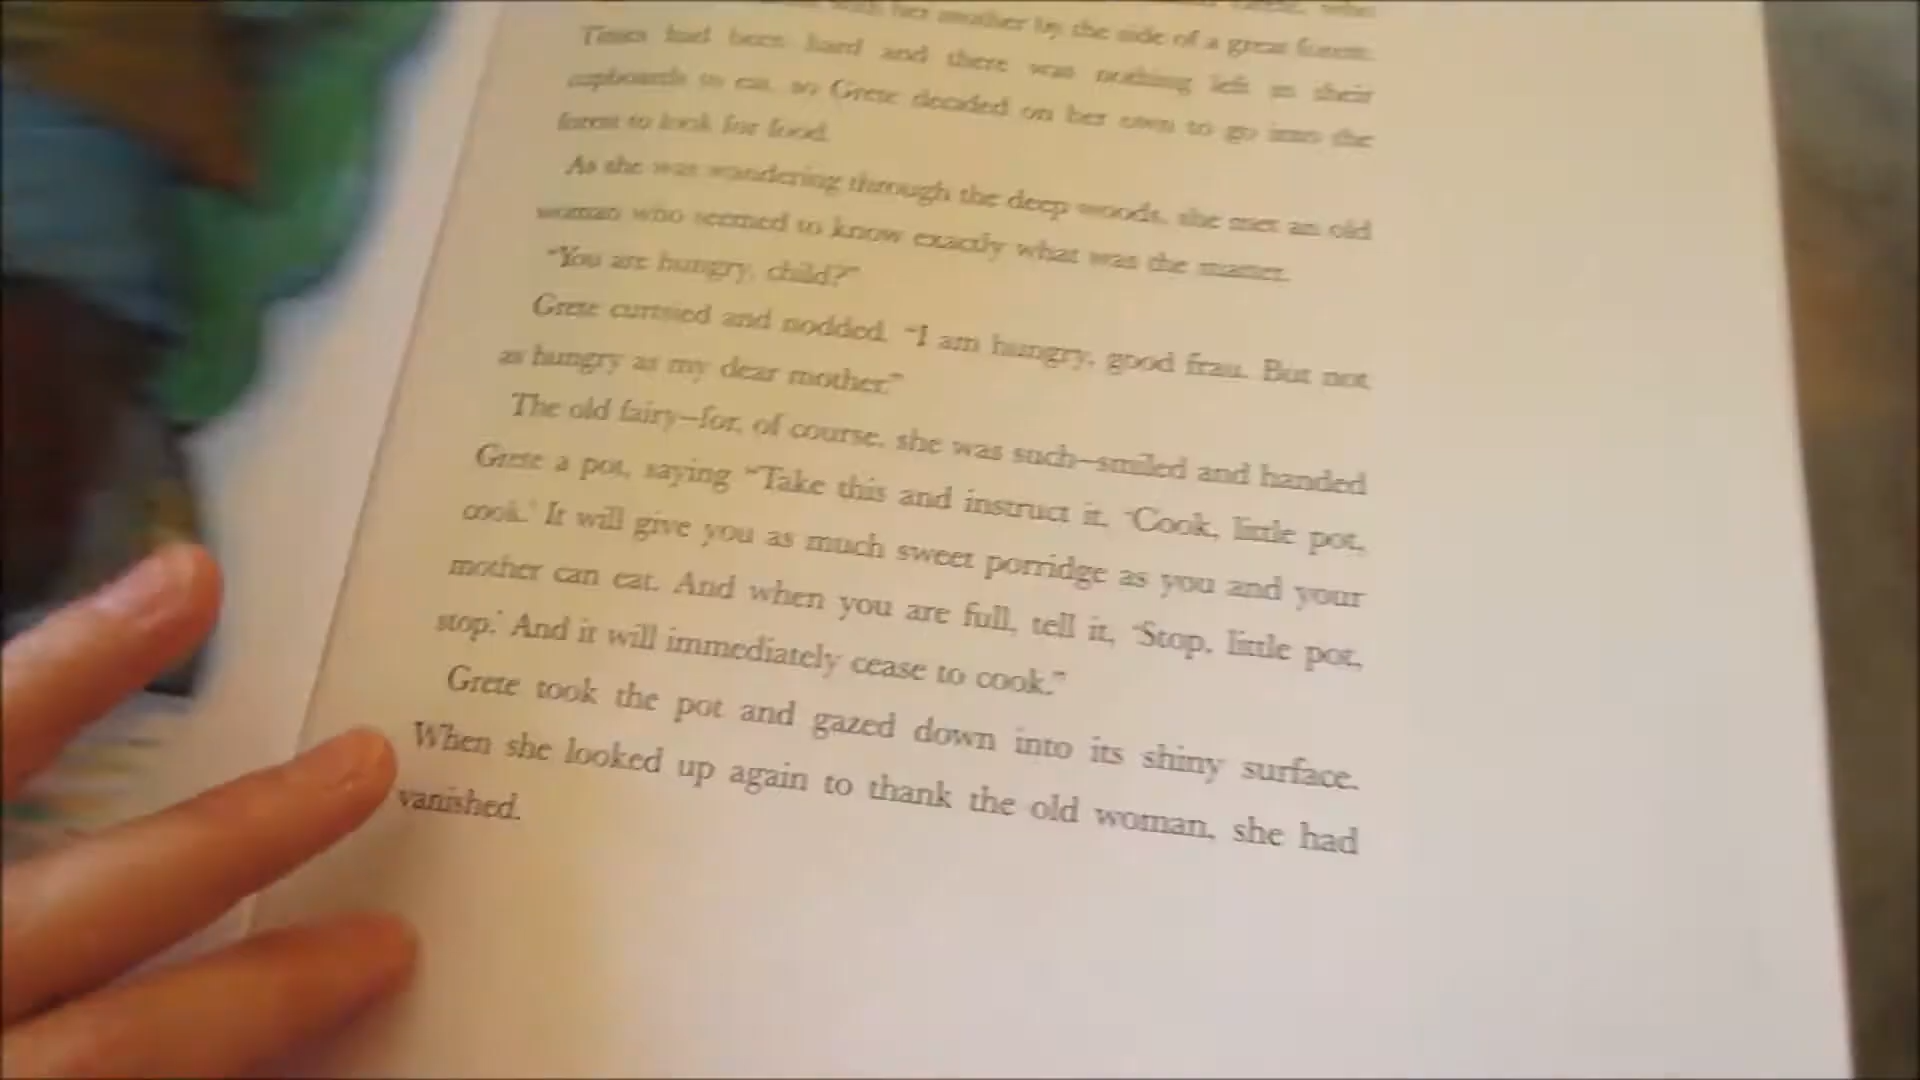 with her mother by the side of a great forest.
Times had been hard and there was nothing left in their
cupboards to eat, so Grete decided on her own to go into the
forest to look for food.
As she was wandering through the deep woods, she met an old
woman who seemed to know exactly what was the matter.
“You are hungry, child?”
Grete curtsied and nodded. “I am hungry, good frau. But not
as hungry as my dear mother.”
The old fairy—for, of course, she was such—smiled and handed
Grete a pot, saying “Take this and instruct it, ‘Cook, little pot,
cook.’ It will give you as much sweet porridge as you and your
mother can eat. And when you are full, tell it, ‘Stop, little pot,
stop.’ And it will immediately cease to cook.”
Grete took the pot and gazed down into its shiny surface.
When she looked up again to thank the old woman, she had
vanished.